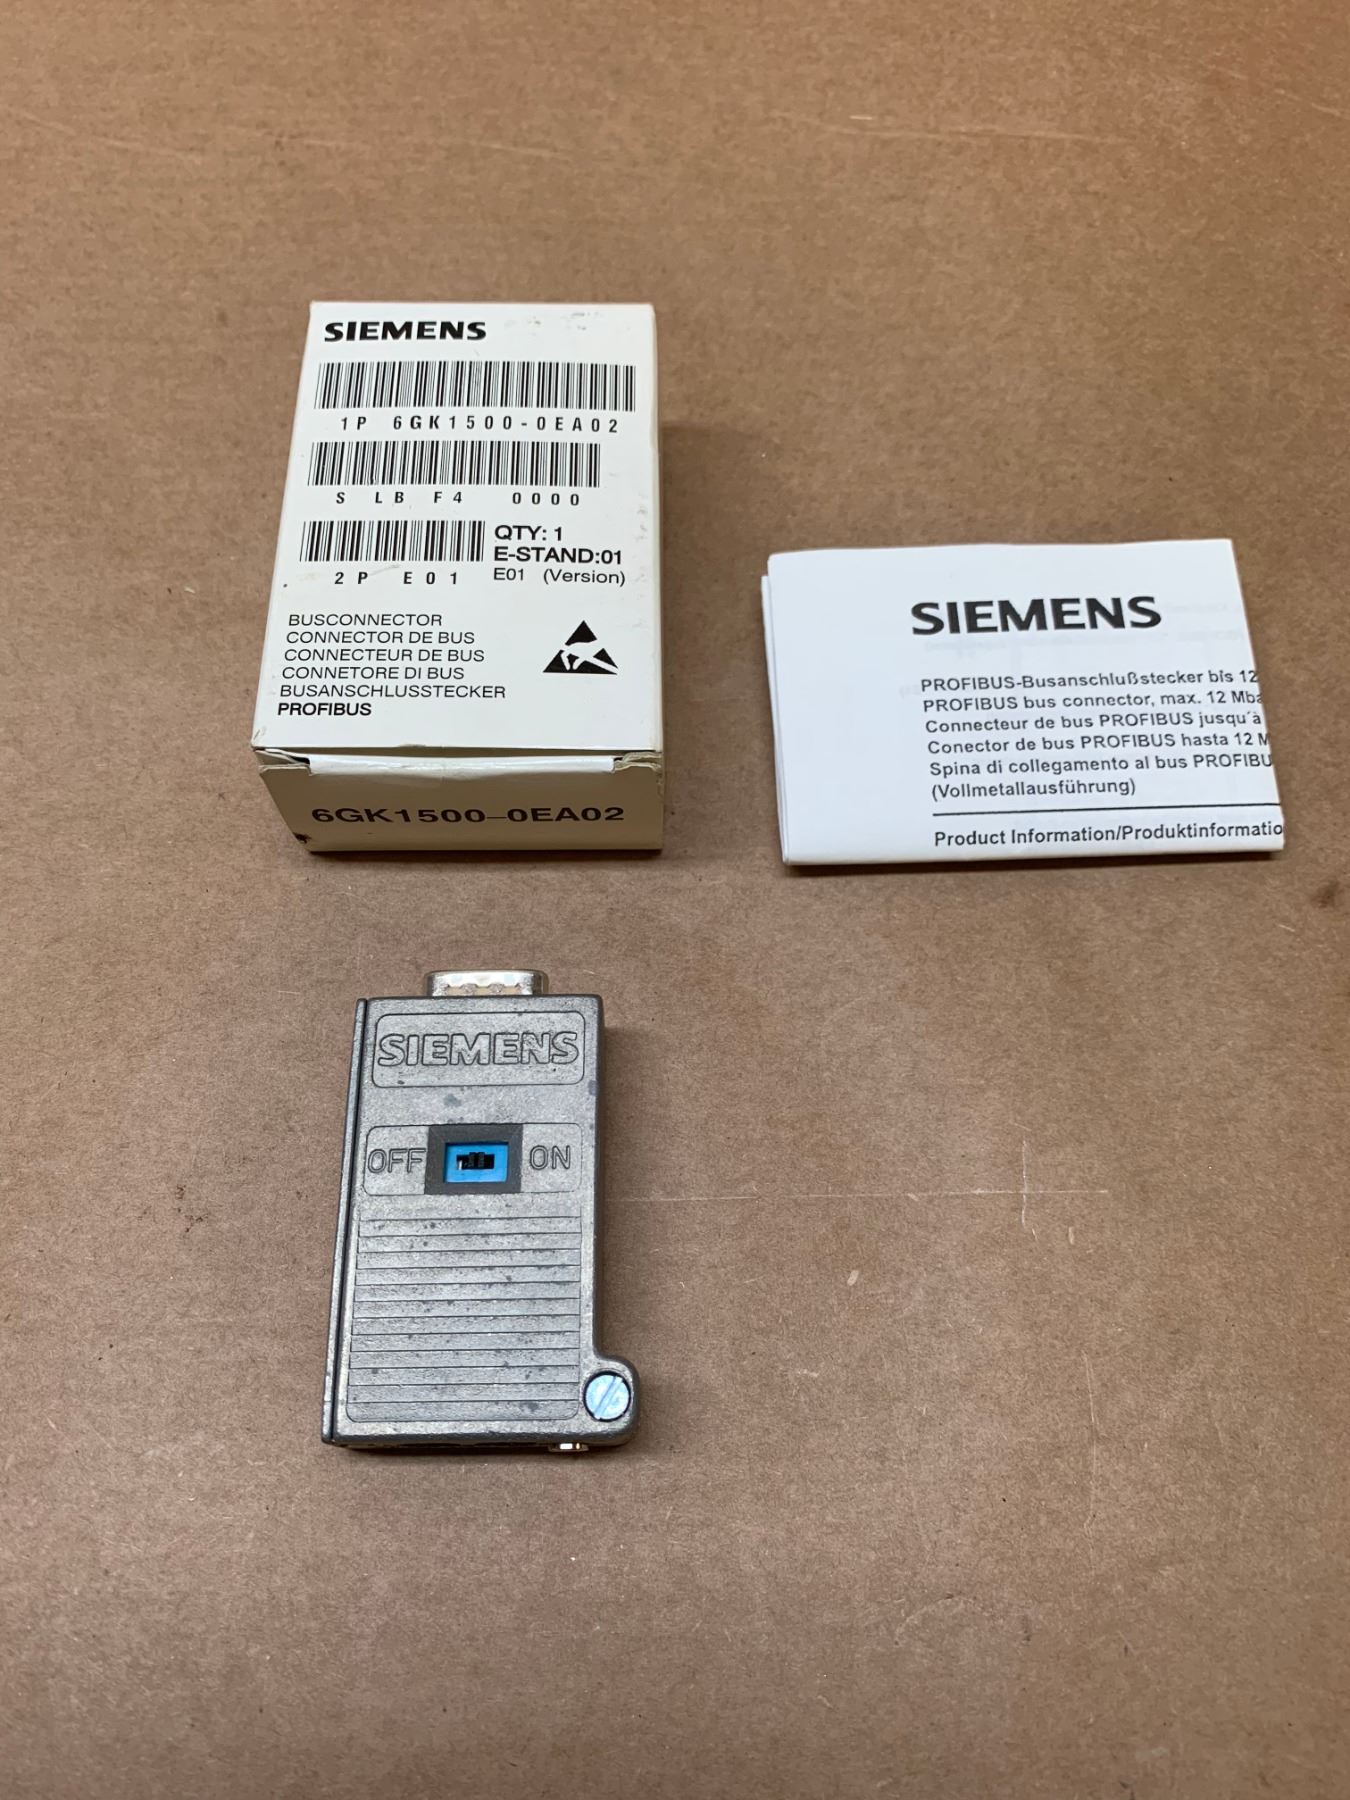 SIEMENS
1P 6GK1500-0EA02
S LB F4 0000
QTY: 1
E-STAND:01
2P E01
E01 (Version)
BUSCONNECTOR
CONNECTOR DE BUS
CONNECTEUR DE BUS
CONNETORE DI BUS
BUSANSCHLUSSTECKER
PROFIBUS
6GK1500-0EA02
SIEMENS
PROFIBUS-Busanschlußstecker bis 12
PROFIBUS bus connector, max. 12 Mba
Connecteur de bus PROFIBUS jusqu´à
Conector de bus PROFIBUS hasta 12 M
Spina di collegamento al bus PROFIBU
(Vollmetallausführung)
Product Information/Produktinformatio
SIEMENS
OFF ON